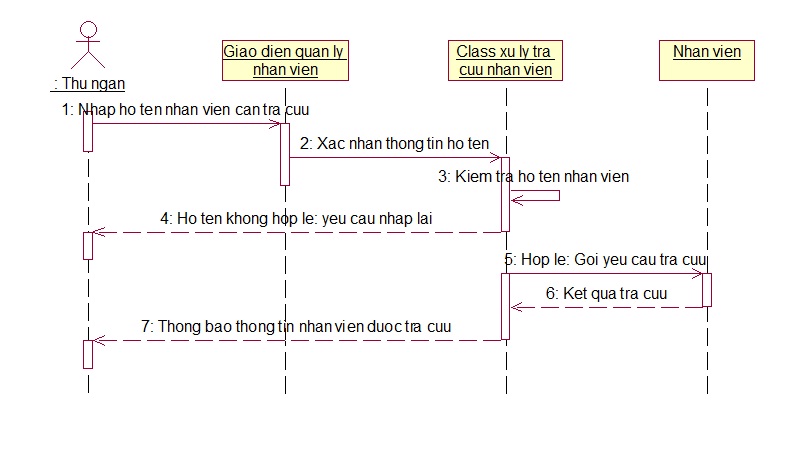 : Thu ngan
Giao dien quan ly
nhan vien
Class xu ly tra
cuu nhan vien
Nhan vien
1: Nhap ho ten nhan vien can tra cuu
2: Xac nhan thong tin ho ten
3: Kiem tra ho ten nhan vien
4: Ho ten khong hop le: yeu cau nhap lai
5: Hop le: Goi yeu cau tra cuu
6: Ket qua tra cuu
7: Thong bao thong tin nhan vien duoc tra cuu